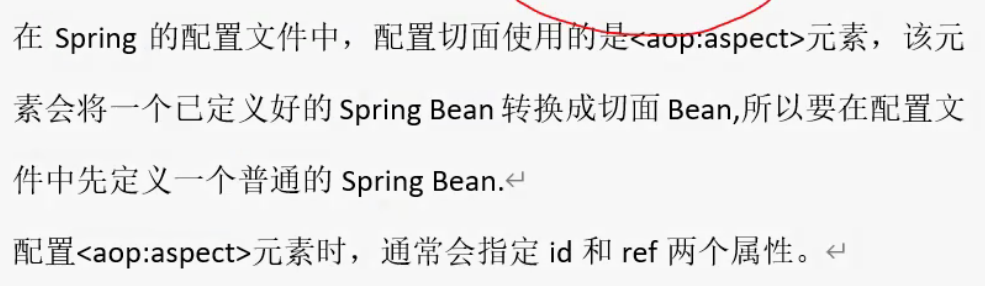 在 Spring 的配置文件中，配置切面使用的是<aop:aspect>元素，该元
素会将一个已定义好的 Spring Bean 转换成切面 Bean,所以要在配置文
件中先定义一个普通的 Spring Bean.↵
配置<aop:aspect>元素时，通常会指定 id 和 ref 两个属性。↵